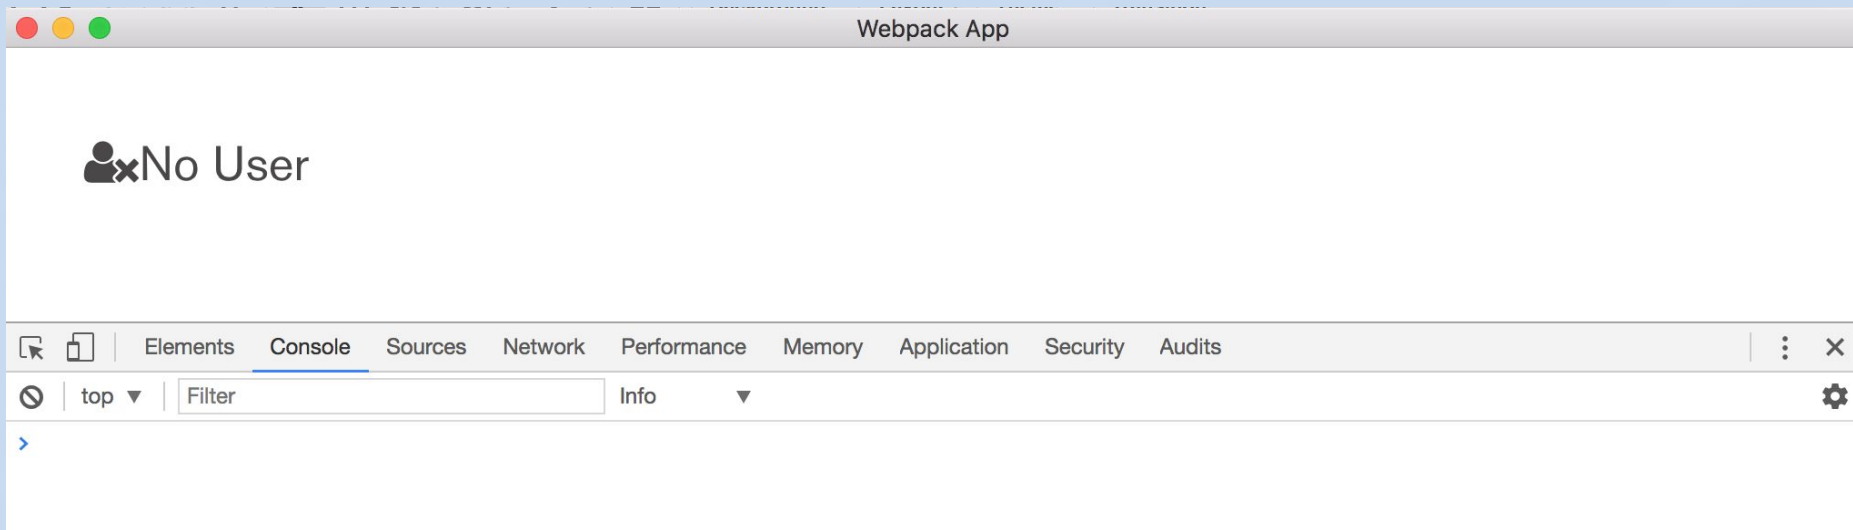 Webpack App
No User
Elements Console Sources Network Performance Memory Application Security Audits
top ▼ Filter Info ▼